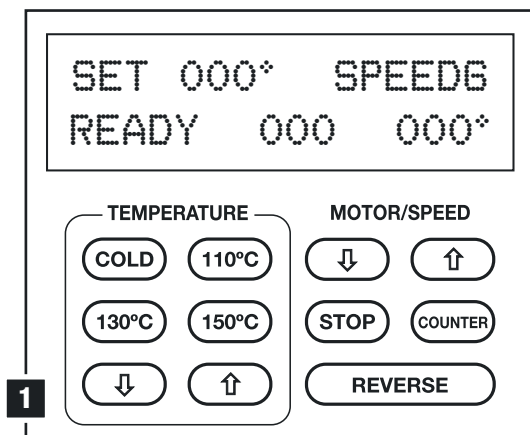 SET 000° SPEED6
READY 000 000°
TEMPERATURE
MOTOR/SPEED
COLD 110ºC
⇩ ⇧
130ºC 150ºC
STOP COUNTER
⇩ ⇧
REVERSE
1